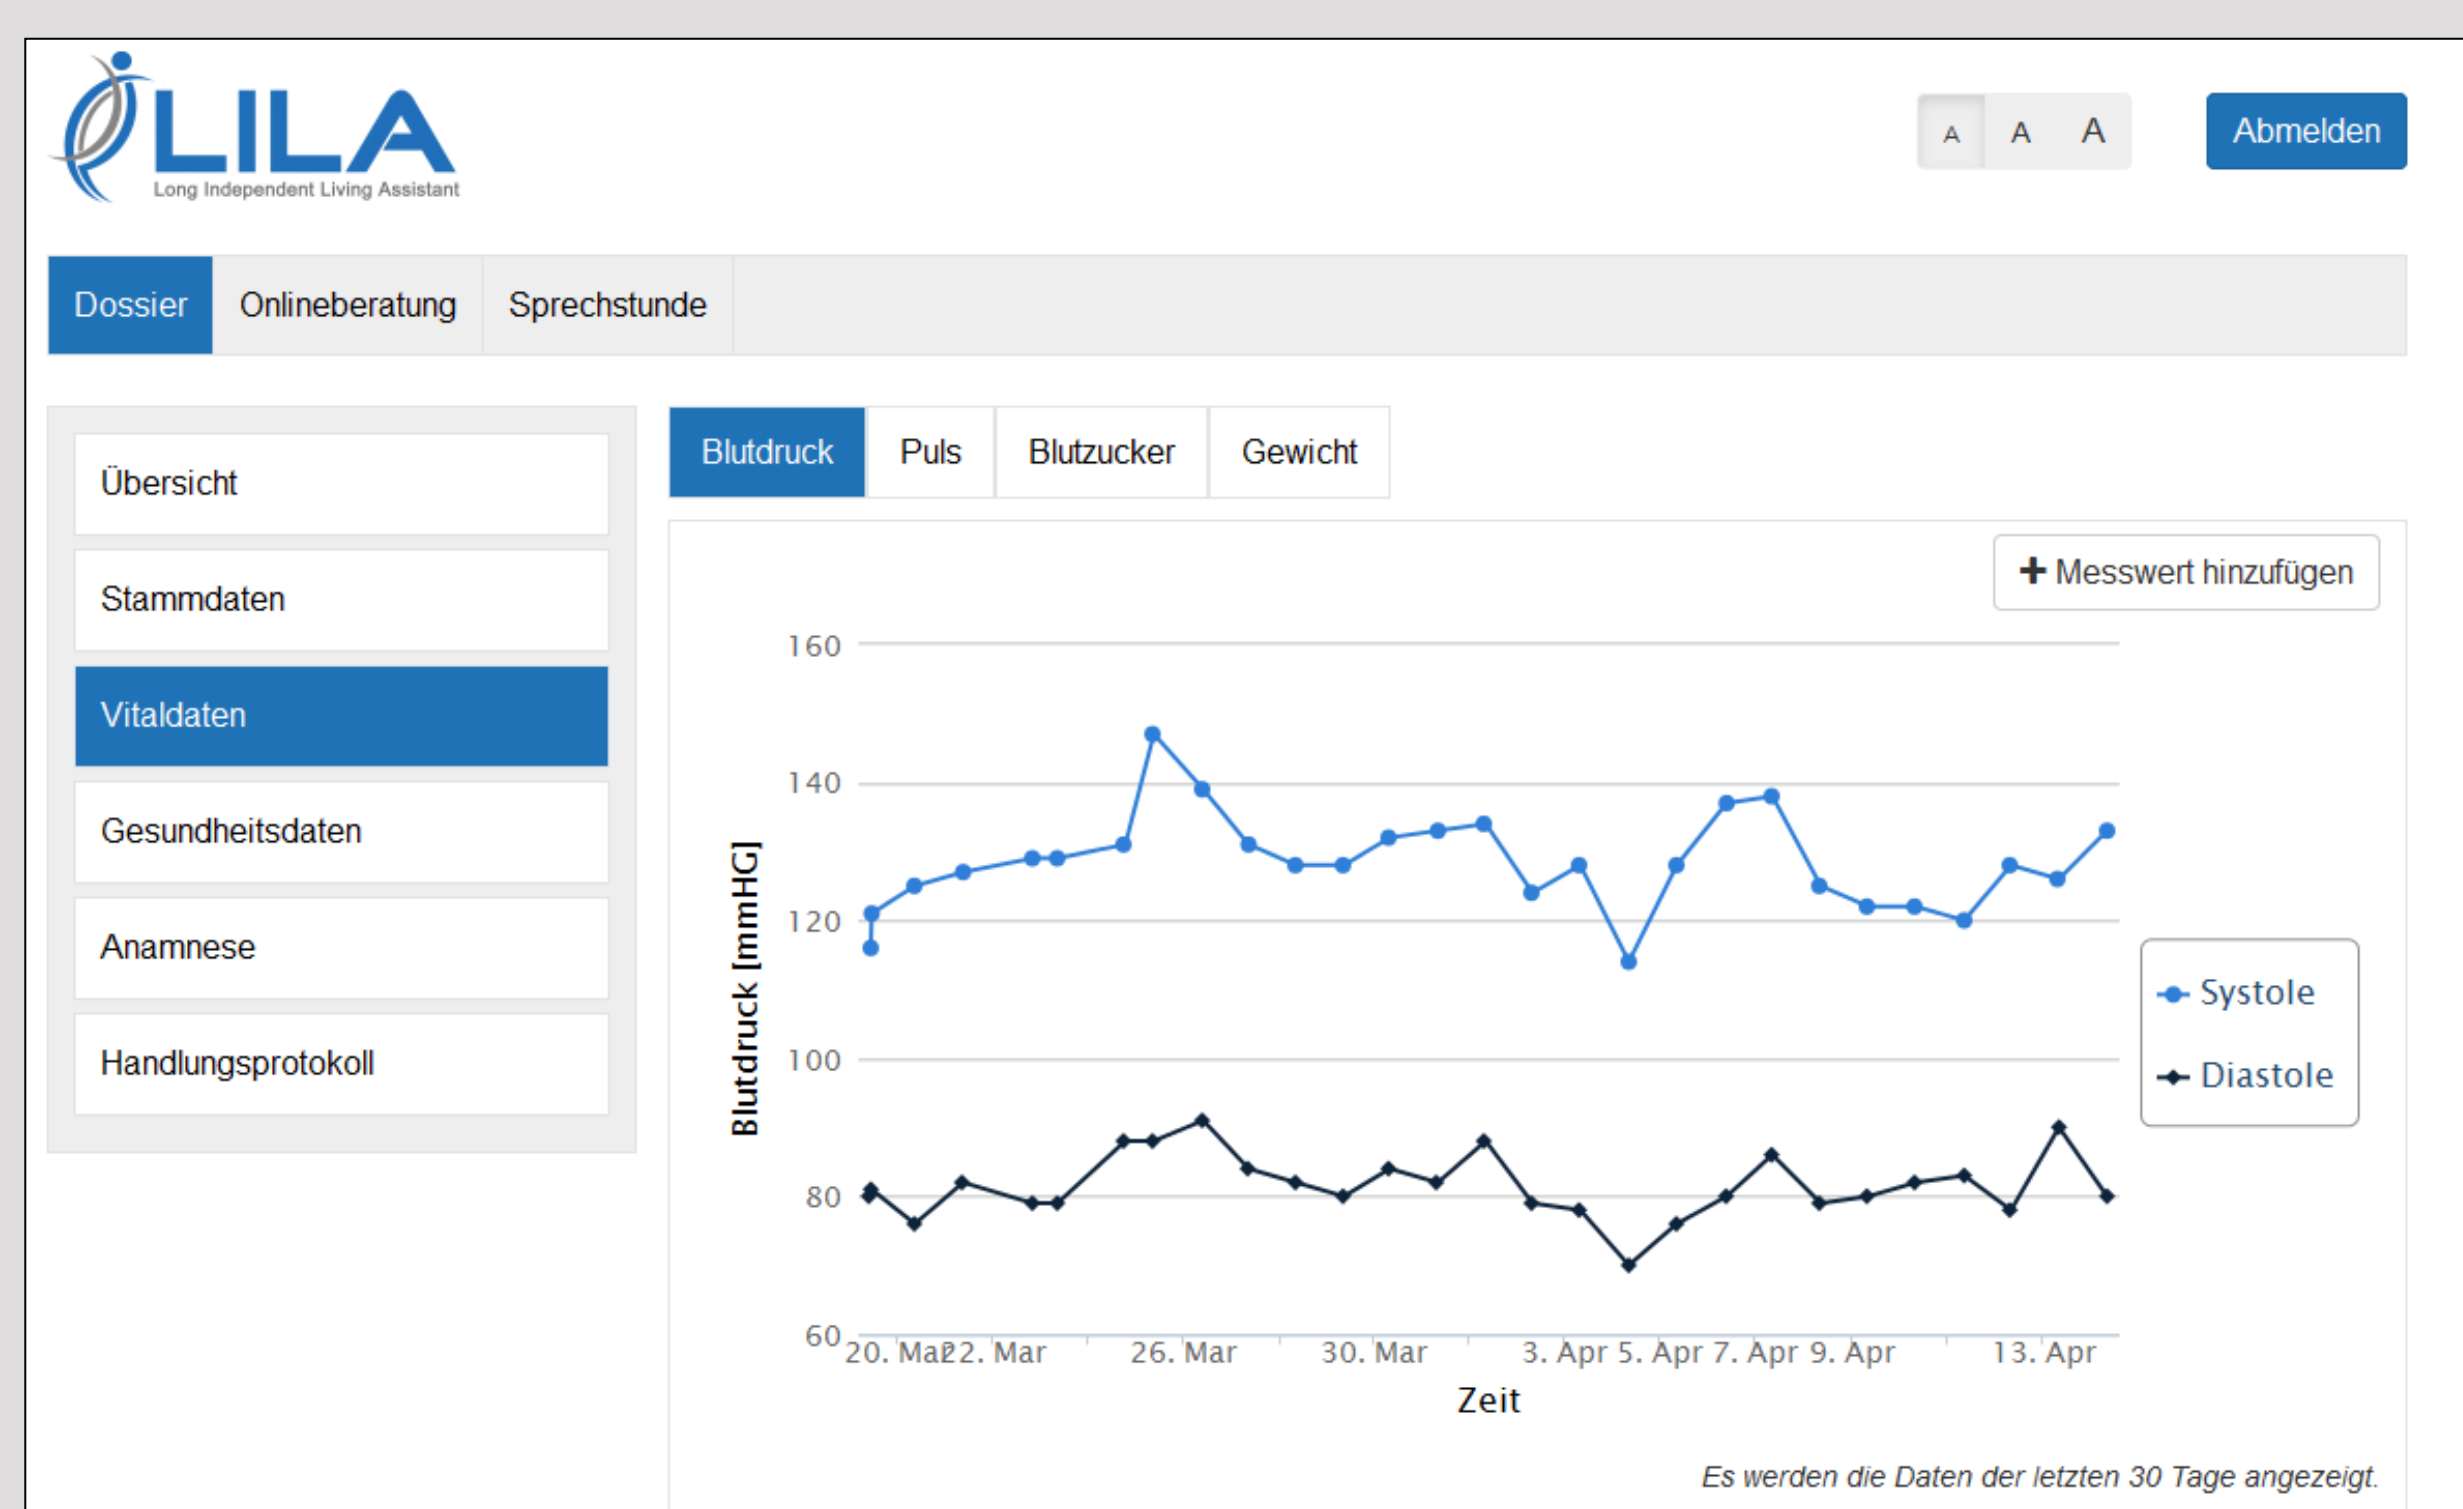 LILA
Long Independent Living Assistant
A A A
Abmelden
Dossier Onlineberatung Sprechstunde
Übersicht
Stammdaten
Vitaldaten
Gesundheitsdaten
Anamnese
Handlungsprotokoll
Blutdruck Puls Blutzucker Gewicht
+ Messwert hinzufügen
Blutdruck [mmHG]
160
140
120
100
80
60
20. Mar 22. Mar 26. Mar 30. Mar 3. Apr 5. Apr 7. Apr 9. Apr 13. Apr
Zeit
Systole
Diastole
Es werden die Daten der letzten 30 Tage angezeigt.